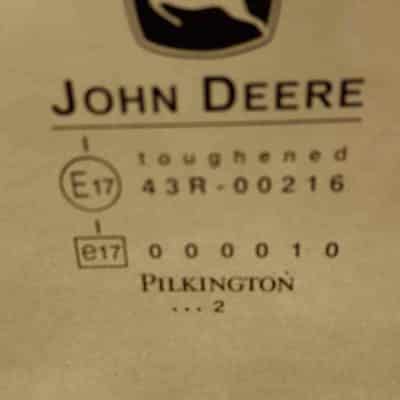 JOHN DEERE
I
toughened
E17 43R-00216
I
e17 000010
PILKINGTON
... 2